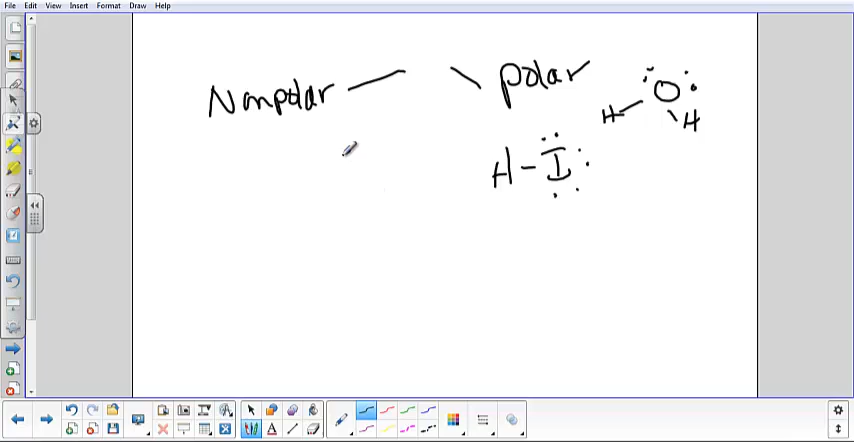 File Edit View Insert Format Draw Help
Nonpolar polar
O
H H
H - I